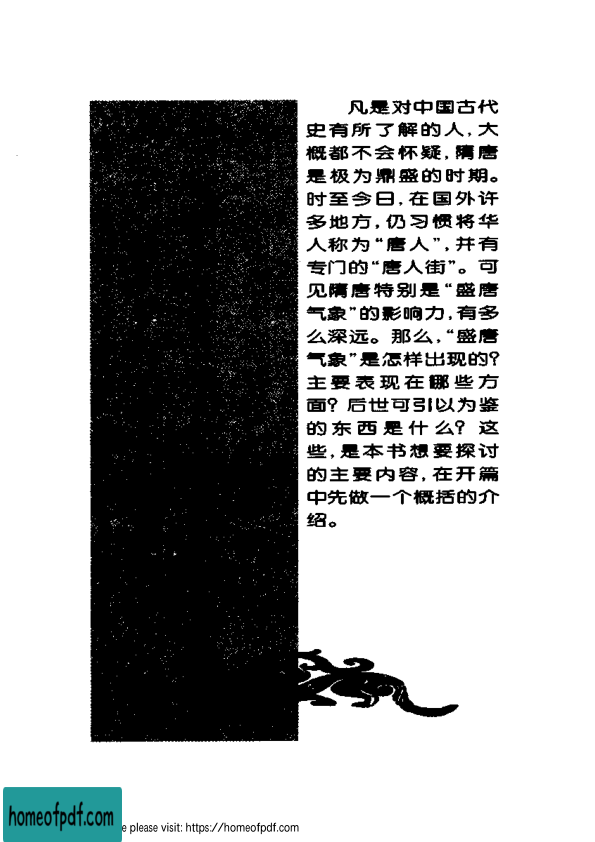 凡是对中国古代
史有所了解的人，大
概都不会怀疑，隋唐
是极为鼎盛的时期。
时至今日，在国外许
多地方，仍习惯将华
人称为“唐人”，并有
专门的“唐人街”。可
见隋唐特别是“盛唐
气象”的影响力，有多
么深远。那么，“盛唐
气象”是怎样出现的？
主要表现在哪些方
面？后世可引以为鉴
的东西是什么？这
些，是本书想要探讨
的主要内容，在开篇
中先做一个概括的介
绍。
homeofpdf.com
e please visit: https://homeofpdf.com